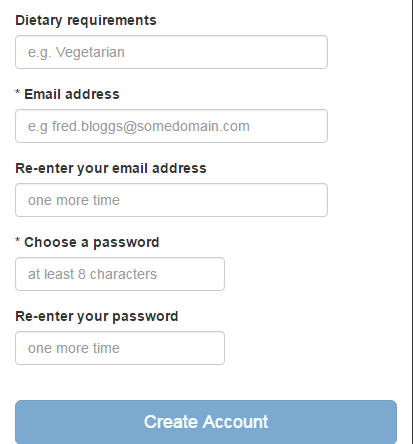 Dietary requirements
e.g. Vegetarian
* Email address
e.g fred.bloggs@somedomain.com
Re-enter your email address
one more time
* Choose a password
at least 8 characters
Re-enter your password
one more time
Create Account